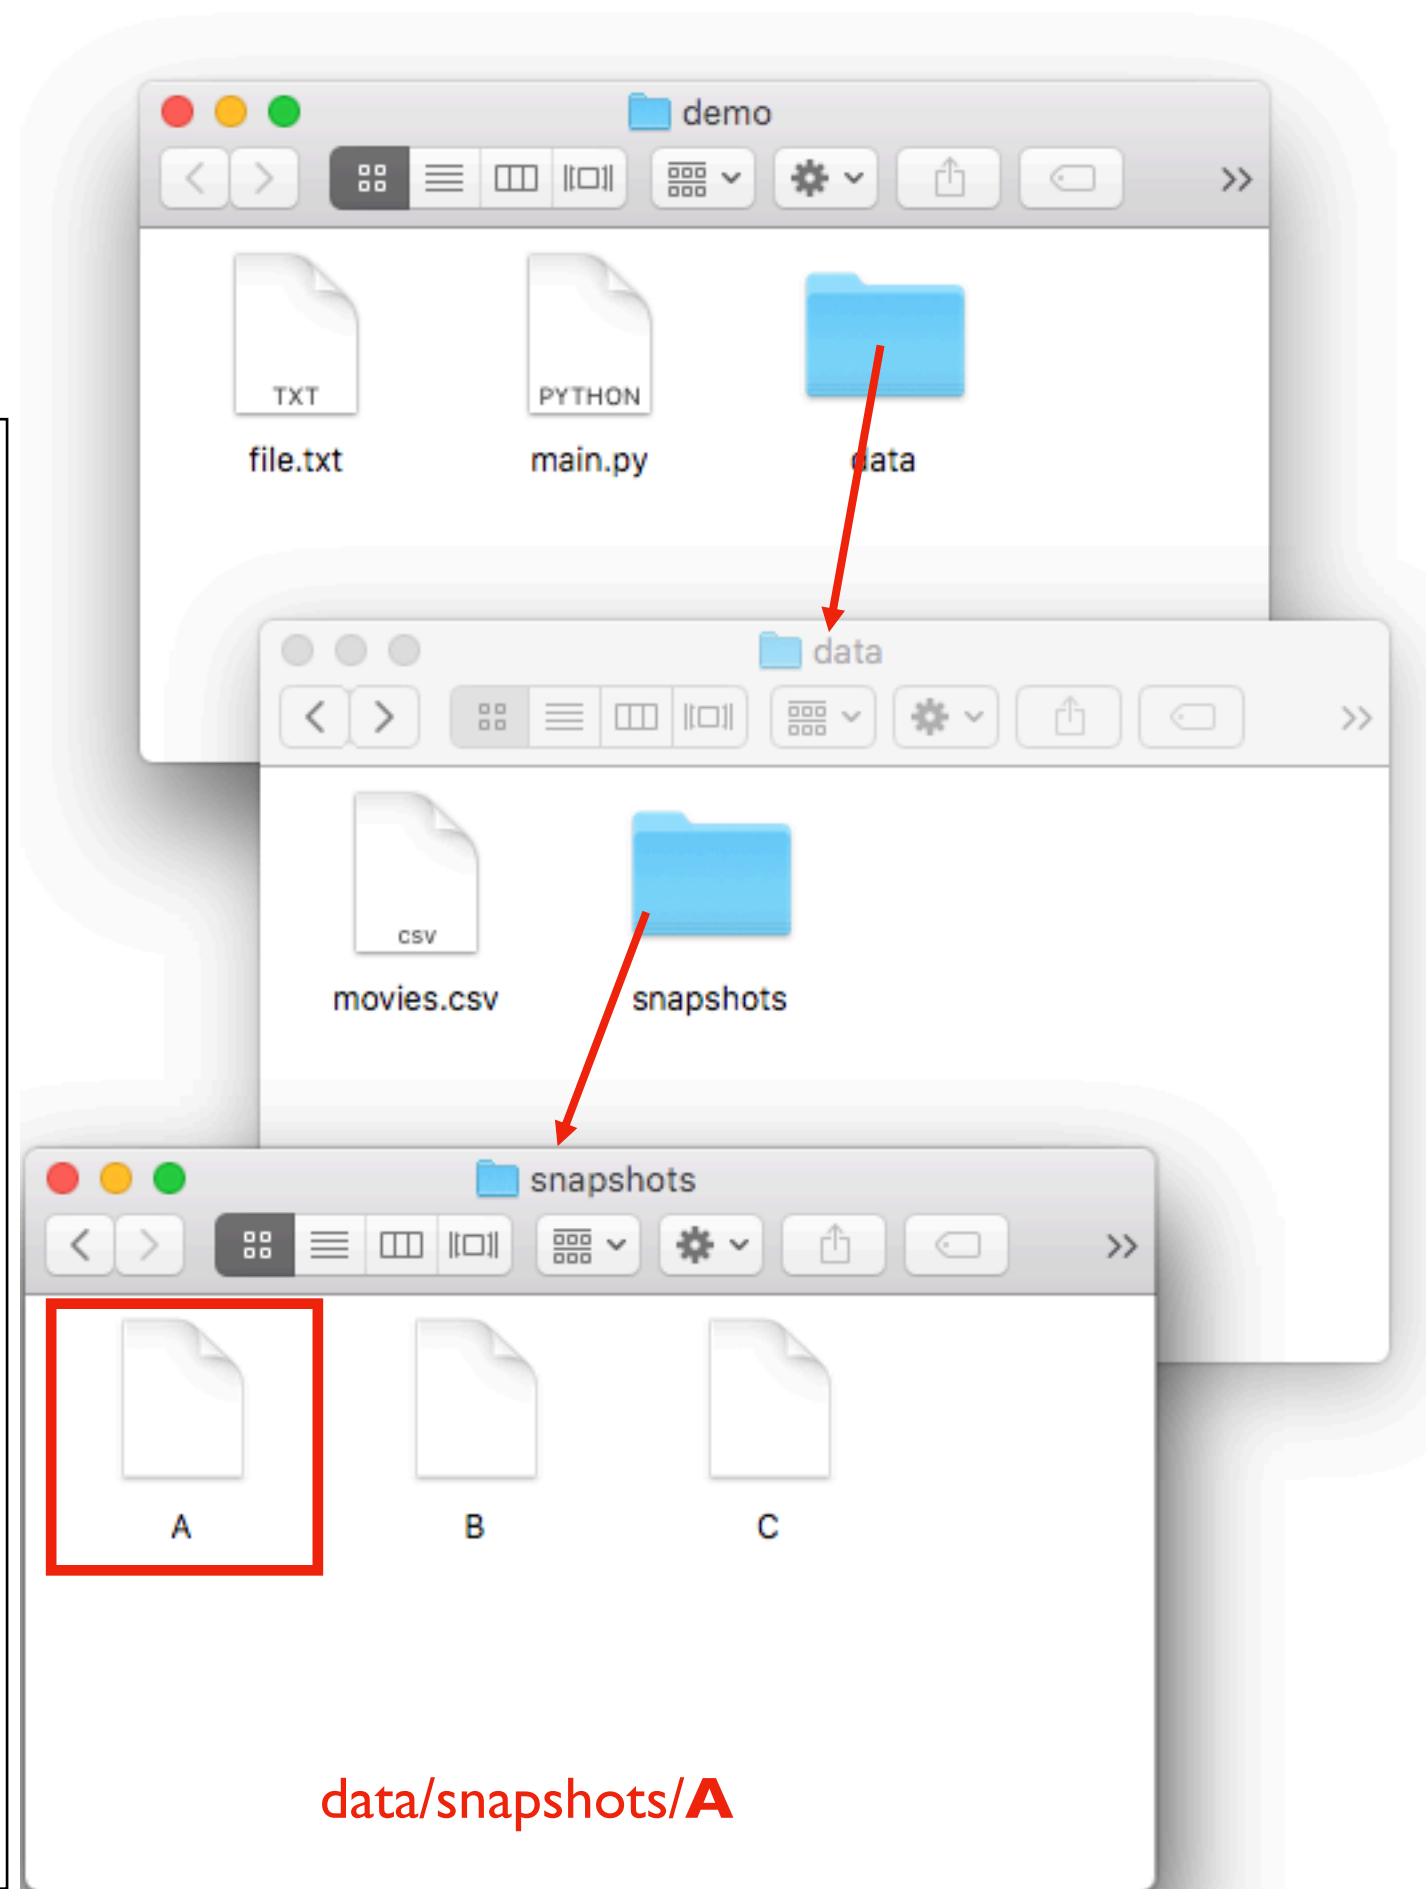 demo
TXT
PYTHON
file.txt
main.py
data
data
csv
movies.csv
snapshots
snapshots
A
B
C
data/snapshots/A